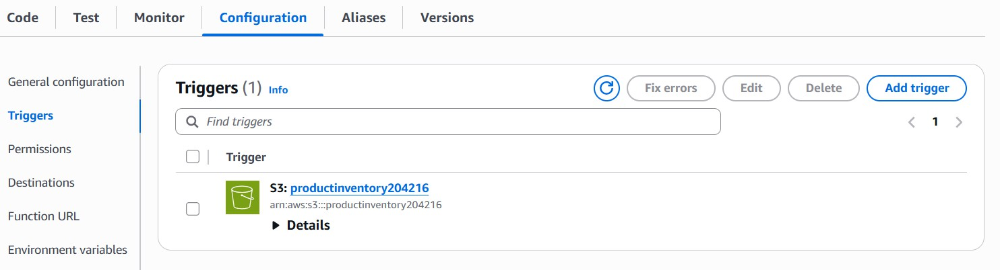 Code Test Monitor Configuration Aliases Versions
General configuration
Triggers
Permissions
Destinations
Function URL
Environment variables
Triggers (1) Info
Fix errors Edit Delete Add trigger
Find triggers
1
Trigger
S3: productinventory204216
arn:aws:s3:::productinventory204216
Details